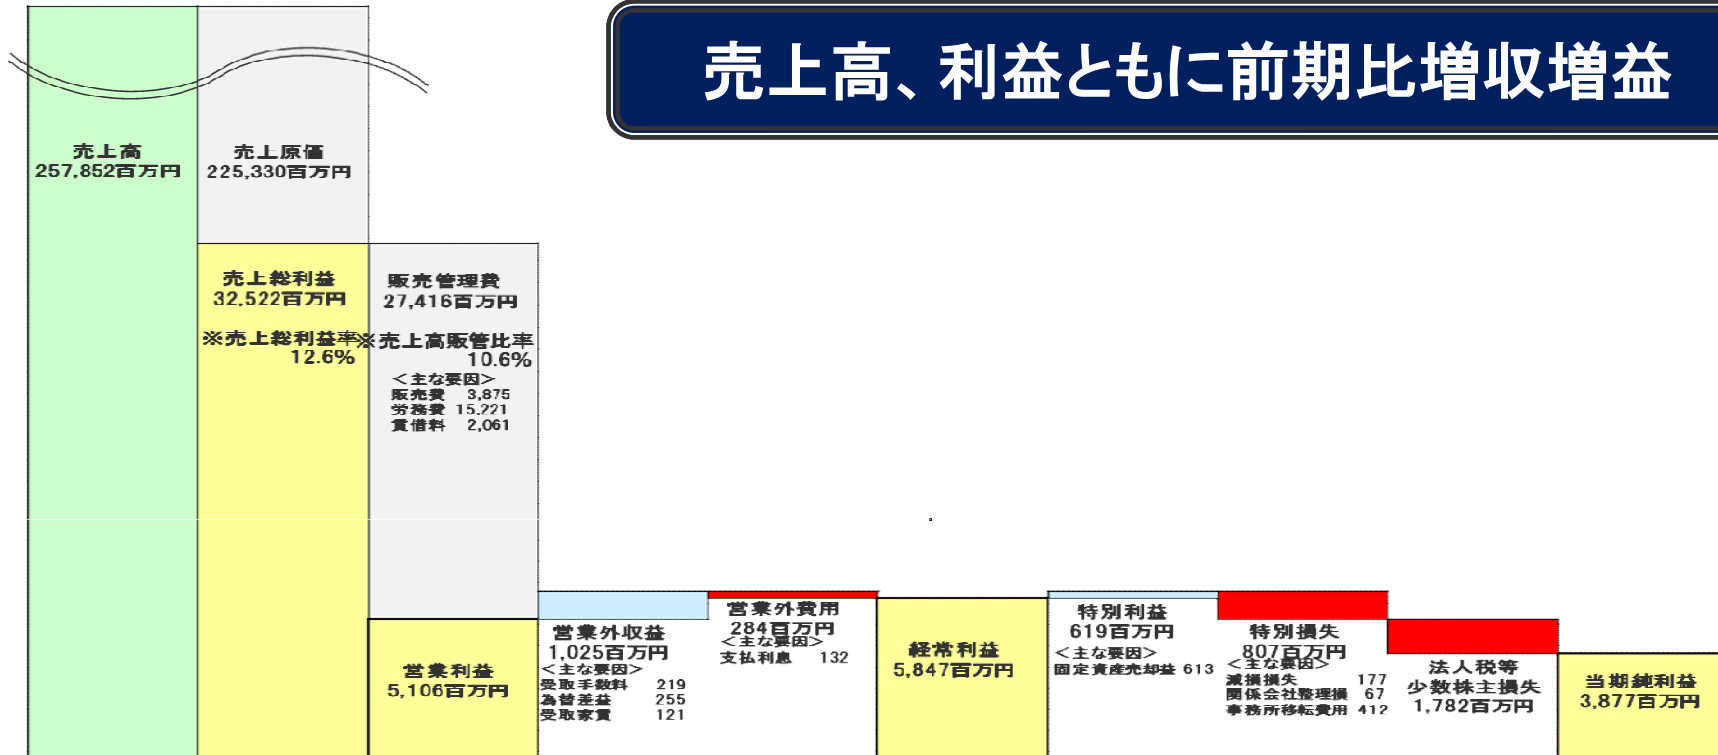 売上高、利益ともに前期比増収増益
売上高
257,852百万円
売上原価
225,330百万円
売上総利益
32,522百万円
※売上総利益率
12.6%
販売管理費
27,416百万円
※売上高販管比率
10.6%
＜主な要因＞
販売費 3,875
労務費 15,221
賃借料 2,061
営業利益
5,106百万円
営業外収益
1,025百万円
＜主な要因＞
受取手数料 219
為替差益 255
受取家賃 121
営業外費用
284百万円
＜主な要因＞
支払利息 132
経常利益
5,847百万円
特別利益
619百万円
＜主な要因＞
固定資産売却益 613
特別損失
807百万円
＜主な要因＞
減損損失 177
関係会社整理損 67
事務所移転費用 412
法人税等
少数株主損失
1,782百万円
当期純利益
3,877百万円